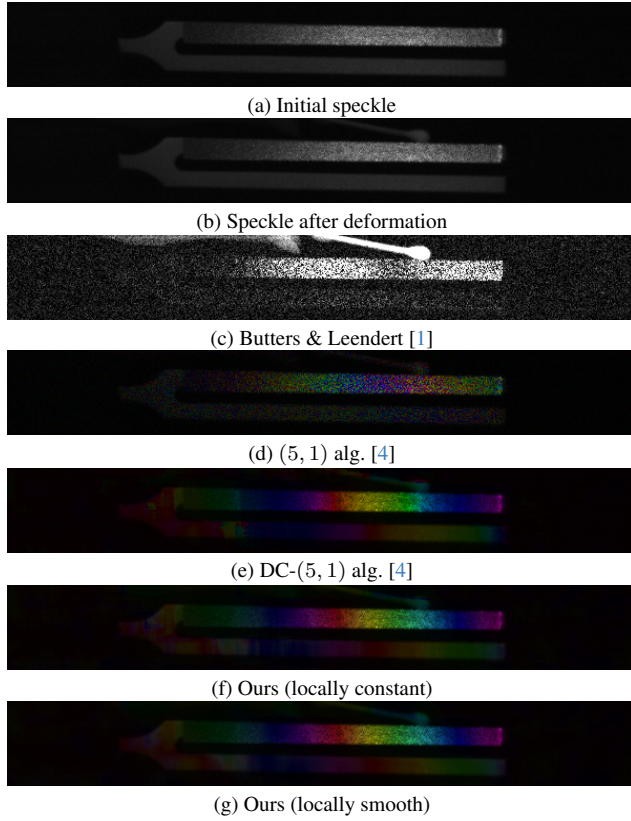 (a) Initial speckle
(b) Speckle after deformation
(c) Butters & Leendert [1]
(d) (5, 1) alg. [4]
(e) DC-(5, 1) alg. [4]
(f) Ours (locally constant)
(g) Ours (locally smooth)